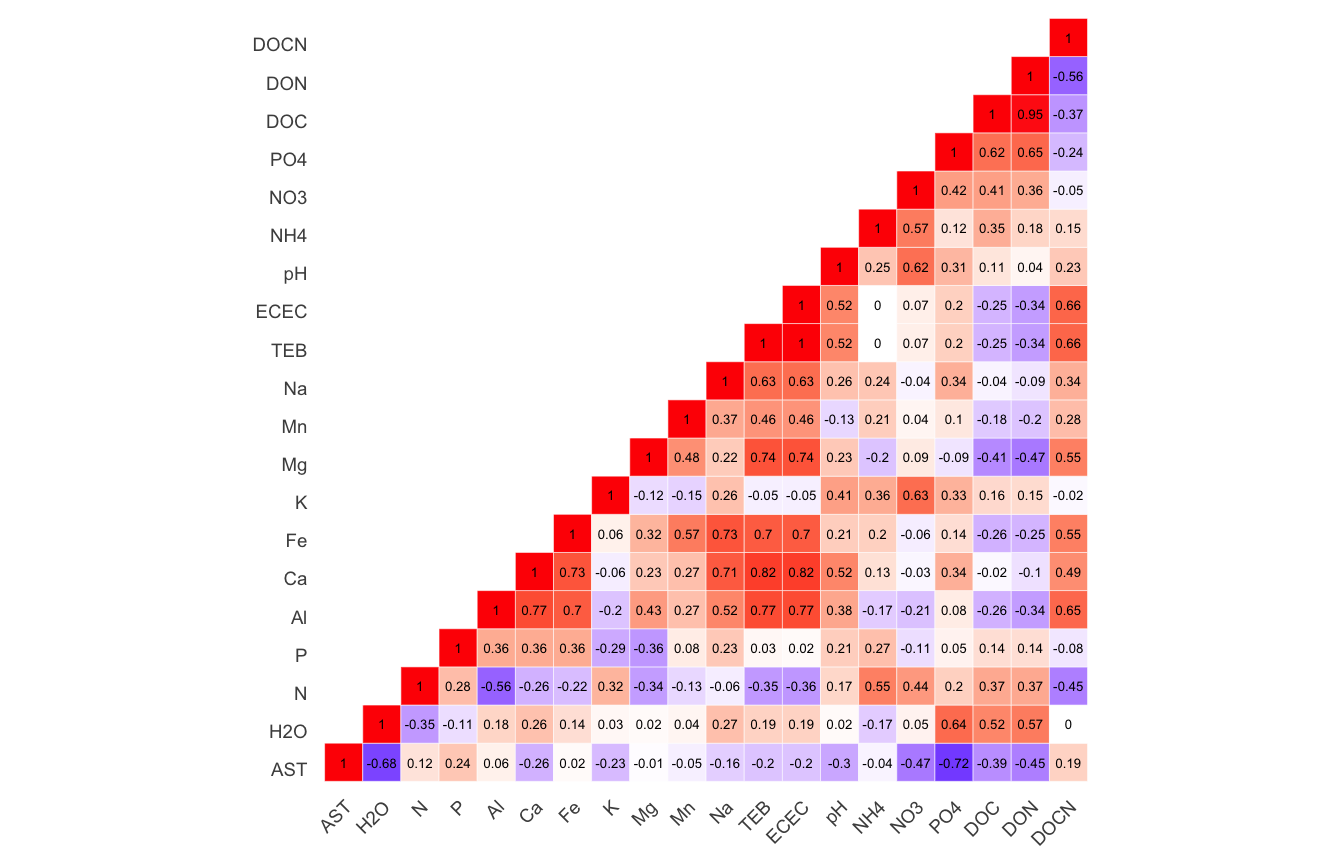 DOCN 1
DON 1 -0.56
DOC 1 0.95 -0.37
PO4 1 0.62 0.65 -0.24
NO3 1 0.42 0.41 0.36 -0.05
NH4 1 0.57 0.12 0.35 0.18 0.15
pH 1 0.25 0.62 0.31 0.11 0.04 0.23
ECEC 1 0.52 0 0.07 0.2 -0.25 -0.34 0.66
TEB 1 1 0.52 0 0.07 0.2 -0.25 -0.34 0.66
Na 1 0.63 0.63 0.26 0.24 -0.04 0.34 -0.04 -0.09 0.34
Mn 1 0.37 0.46 0.46 -0.13 0.21 0.04 0.1 -0.18 -0.2 0.28
Mg 1 0.48 0.22 0.74 0.74 0.23 -0.2 0.09 -0.09 -0.41 -0.47 0.55
K 1 -0.12 -0.15 0.26 -0.05 -0.05 0.41 0.36 0.63 0.33 0.16 0.15 -0.02
Fe 1 0.06 0.32 0.57 0.73 0.7 0.7 0.21 0.2 -0.06 0.14 -0.26 -0.25 0.55
Ca 1 0.73 -0.06 0.23 0.27 0.71 0.82 0.82 0.52 0.13 -0.03 0.34 -0.02 -0.1 0.49
Al 1 0.77 0.7 -0.2 0.43 0.27 0.52 0.77 0.77 0.38 -0.17 -0.21 0.08 -0.26 -0.34 0.65
P 1 0.36 0.36 0.36 -0.29 -0.36 0.08 0.23 0.03 0.02 0.21 0.27 -0.11 0.05 0.14 0.14 -0.08
N 1 0.28 -0.56 -0.26 -0.22 0.32 -0.34 -0.13 -0.06 -0.35 -0.36 0.17 0.55 0.44 0.2 0.37 0.37 -0.45
H2O 1 -0.35 -0.11 0.18 0.26 0.14 0.03 0.02 0.04 0.27 0.19 0.19 0.02 -0.17 0.05 0.64 0.52 0.57 0
AST 1 -0.68 0.12 0.24 0.06 -0.26 0.02 -0.23 -0.01 -0.05 -0.16 -0.2 -0.2 -0.3 -0.04 -0.47 -0.72 -0.39 -0.45 0.19
AST H2O N P Al Ca Fe K Mg Mn Na TEB ECEC pH NH4 NO3 PO4 DOC DON DOCN